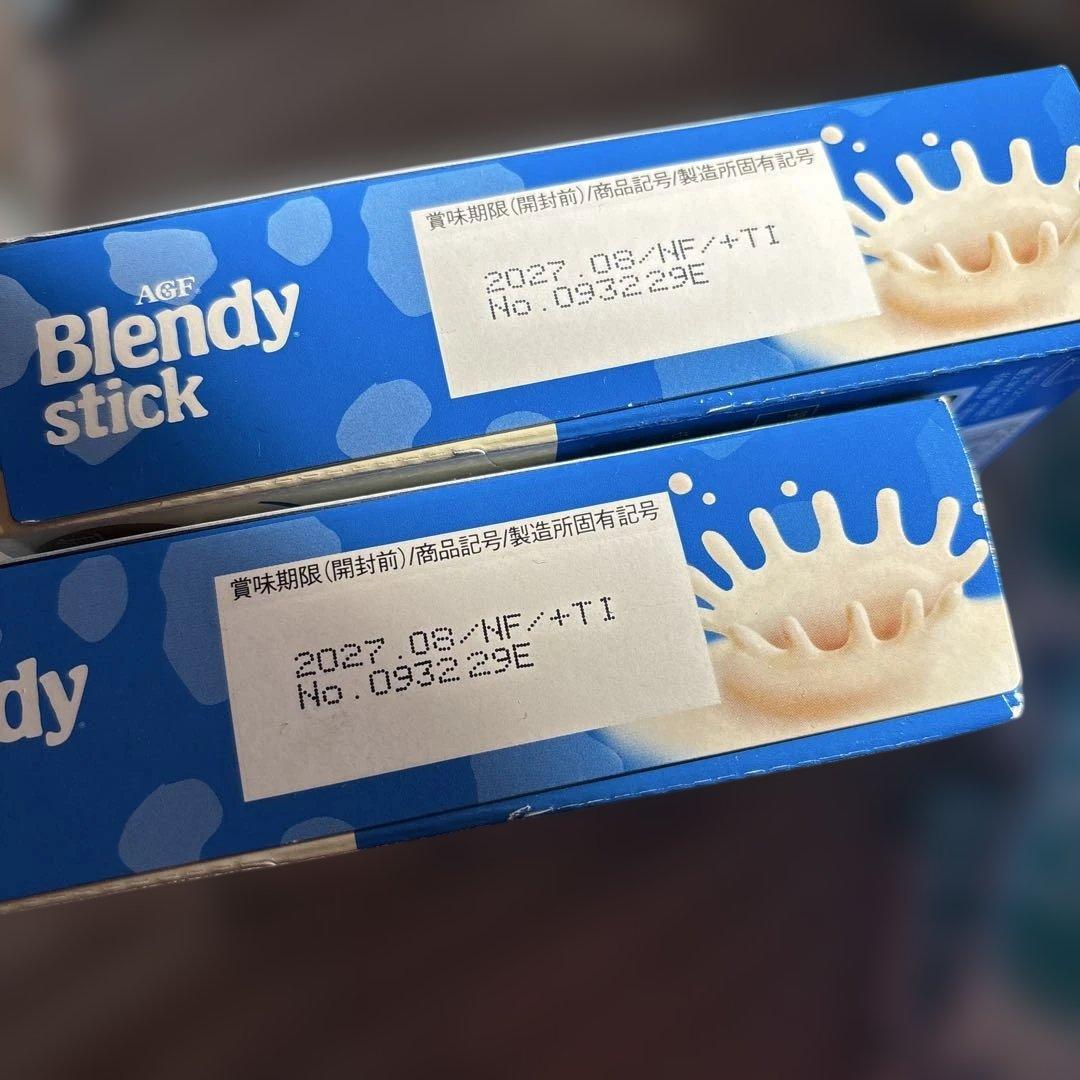 AGF
Blendy
stick
賞味期限(開封前)/商品記号/製造所固有記号
2027.08/NF/+TI
No.093229E
dy
賞味期限(開封前)/商品記号/製造所固有記号
2027.08/NF/+TI
No.093229E